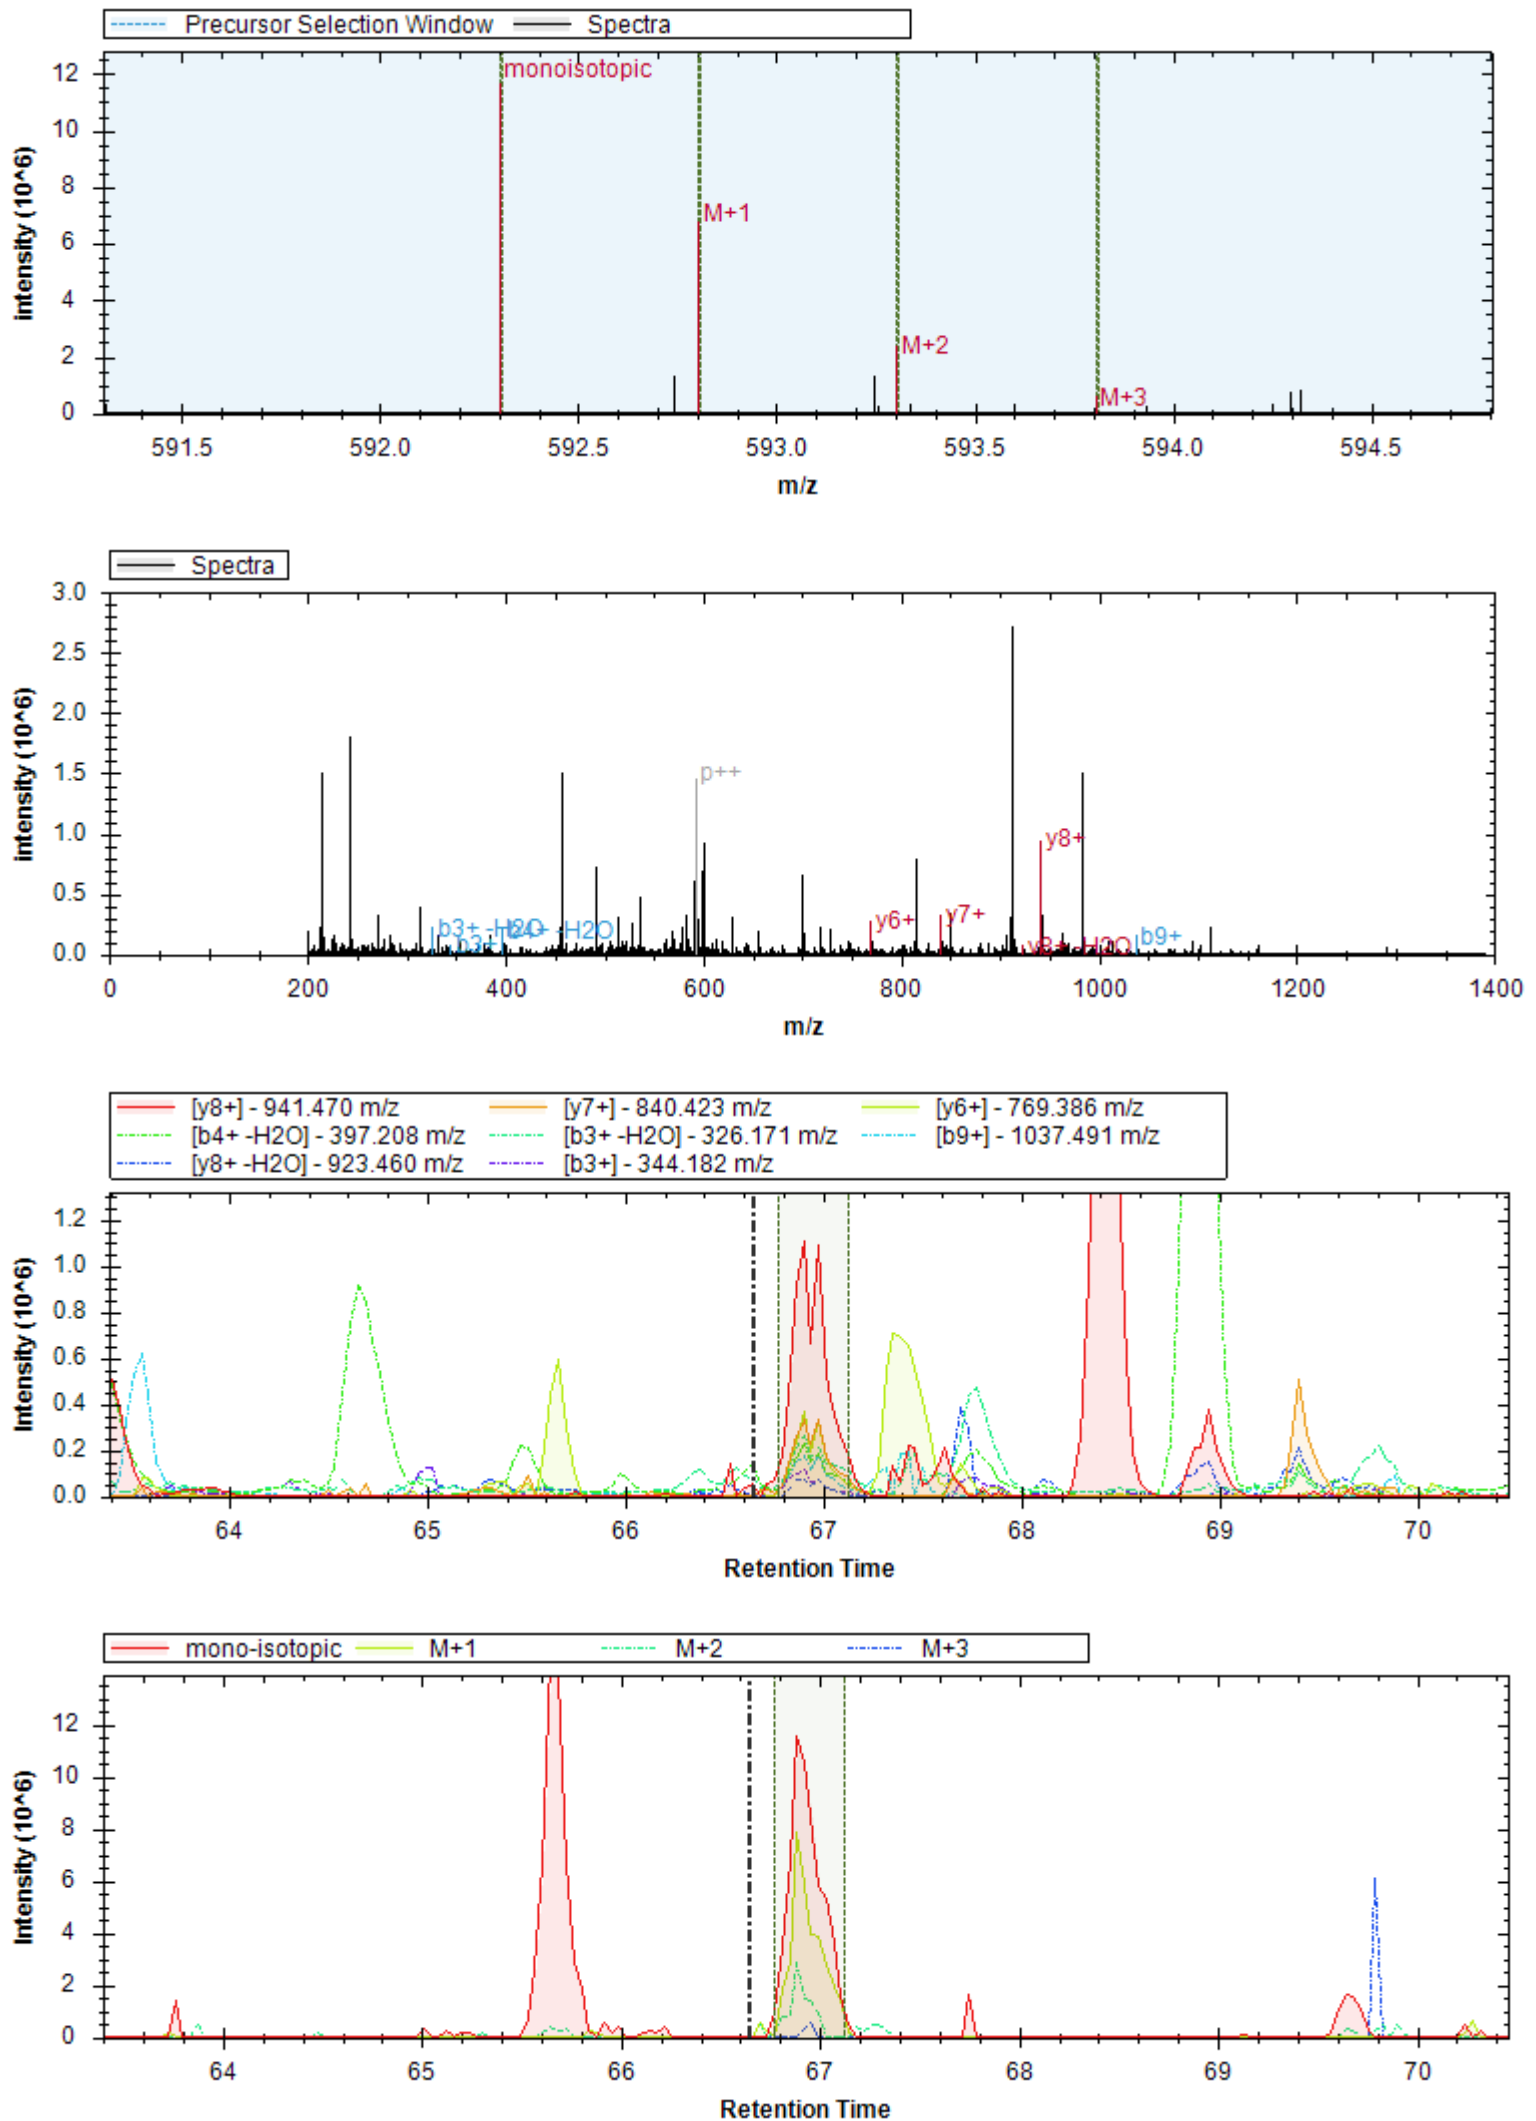 Precursor Selection Window Spectra
12
10
8
6
4
2
0
intensity (10^6)
monoisotopic
M+1
M+2
M+3
591.5 592.0 592.5 593.0 593.5 594.0 594.5
m/z
Spectra
3.0
2.5
2.0
1.5
1.0
0.5
0.0
intensity (10^6)
p++
y8+
y6+ y7+
b3+ -H2O b4+ -H2O
b3+ y8+ -H2O b9+
0 200 400 600 800 1000 1200 1400
m/z
[y8+] - 941.470 m/z [y7+] - 840.423 m/z [y6+] - 769.386 m/z
[b4+ -H2O] - 397.208 m/z [b3+ -H2O] - 326.171 m/z [b9+] - 1037.491 m/z
[y8+ -H2O] - 923.460 m/z [b3+] - 344.182 m/z
1.2
1.0
0.8
0.6
0.4
0.2
0.0
Intensity (10^6)
64 65 66 67 68 69 70
Retention Time
mono-isotopic M+1 M+2 M+3
12
10
8
6
4
2
0
Intensity (10^6)
64 65 66 67 68 69 70
Retention Time